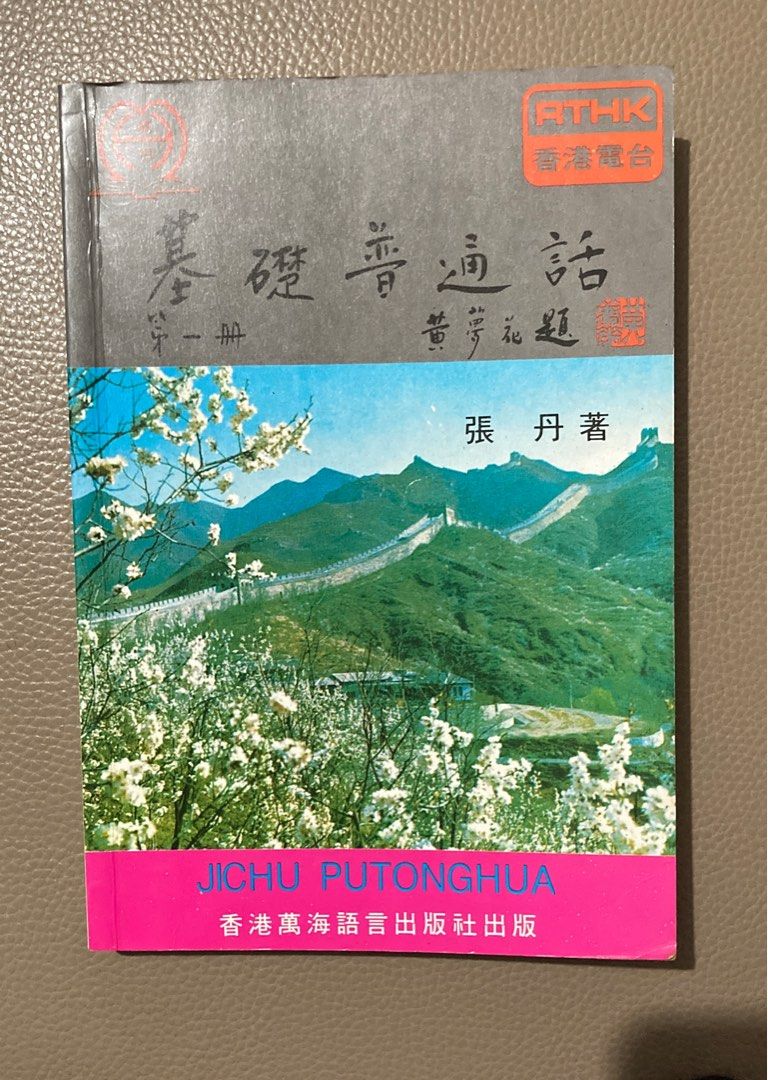 RTHK
香港電台
基礎普通話
第一冊
黃夢花題
張丹著
JICHU PUTONGHUA
香港萬海語言出版社出版